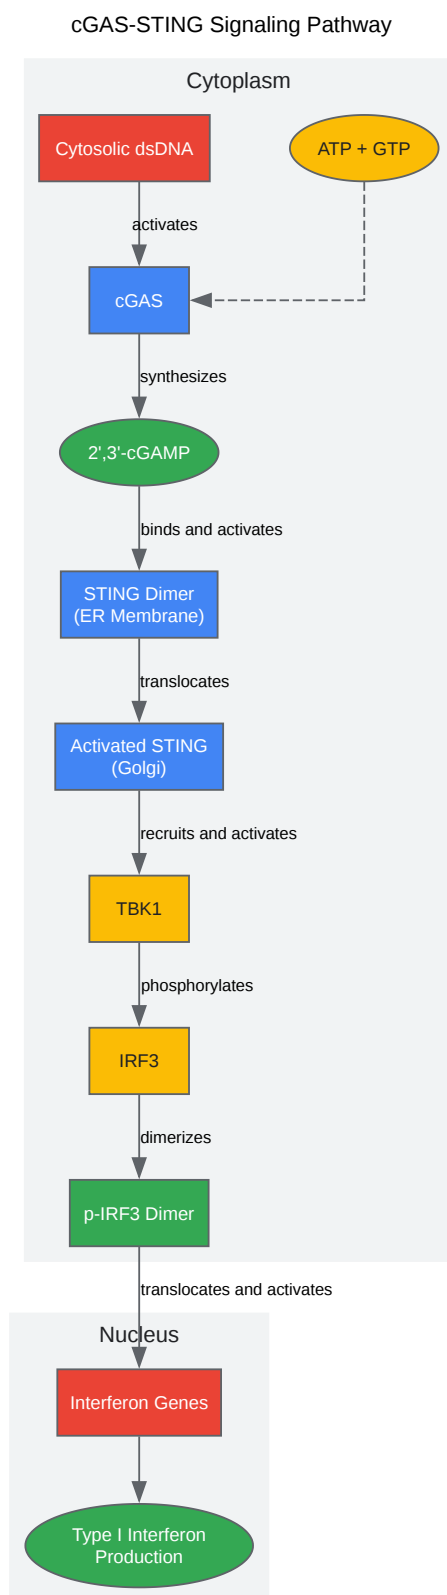 cGAS-STING Signaling Pathway
Cytoplasm
Cytosolic dsDNA
ATP + GTP
activates
cGAS
synthesizes
2',3'-cGAMP
binds and activates
STING Dimer
(ER Membrane)
translocates
Activated STING
(Golgi)
recruits and activates
TBK1
phosphorylates
IRF3
dimerizes
p-IRF3 Dimer
translocates and activates
Nucleus
Interferon Genes
Type I Interferon
Production